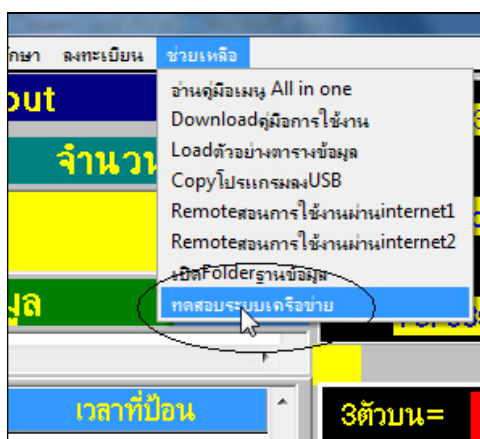 ลงทะเบียน ช่วยเหลือ
out
อ่านคู่มือเมนู All in one
Downloadคู่มือการใช้งาน
จำนวน
Loadตัวอย่างตารางข้อมูล
CopyโปรแกรมลงUSB
Remoteสอนการใช้งานผ่านinternet1
Remoteสอนการใช้งานผ่านinternet2
เปิดFolderฐานข้อมูล
ทดสอบระบบเครือข่าย
มูล
เวลาที่ป้อน
3ตัวบน=